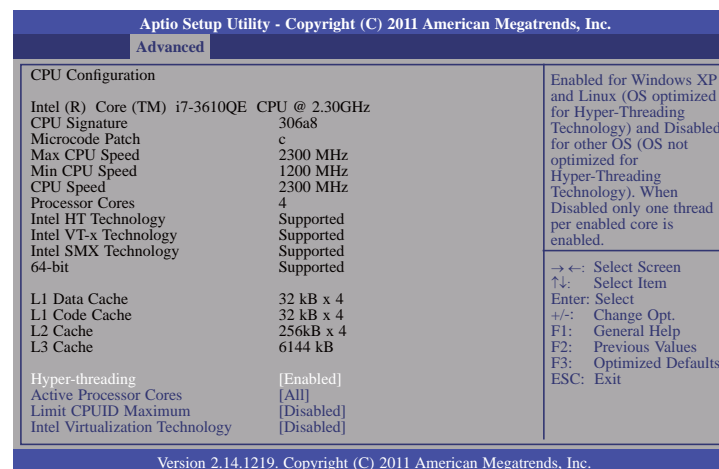 Aptio Setup Utility - Copyright (C) 2011 American Megatrends, Inc.
Advanced
CPU Configuration
Intel (R) Core (TM) i7-3610QE CPU @ 2.30GHz
CPU Signature 306a8
Microcode Patch c
Max CPU Speed 2300 MHz
Min CPU Speed 1200 MHz
CPU Speed 2300 MHz
Processor Cores 4
Intel HT Technology Supported
Intel VT-x Technology Supported
Intel SMX Technology Supported
64-bit Supported
L1 Data Cache 32 kB x 4
L1 Code Cache 32 kB x 4
L2 Cache 256kB x 4
L3 Cache 6144 kB
Hyper-threading [Enabled]
Active Processor Cores [All]
Limit CPUID Maximum [Disabled]
Intel Virtualization Technology [Disabled]
Enabled for Windows XP
and Linux (OS optimized
for Hyper-Threading
Technology) and Disabled
for other OS (OS not
optimized for
Hyper-Threading
Technology). When
Disabled only one thread
per enabled core is
enabled.
→←: Select Screen
↑↓: Select Item
Enter: Select
+/-: Change Opt.
F1: General Help
F2: Previous Values
F3: Optimized Defaults
ESC: Exit
Version 2.14.1219. Copyright (C) 2011 American Megatrends, Inc.